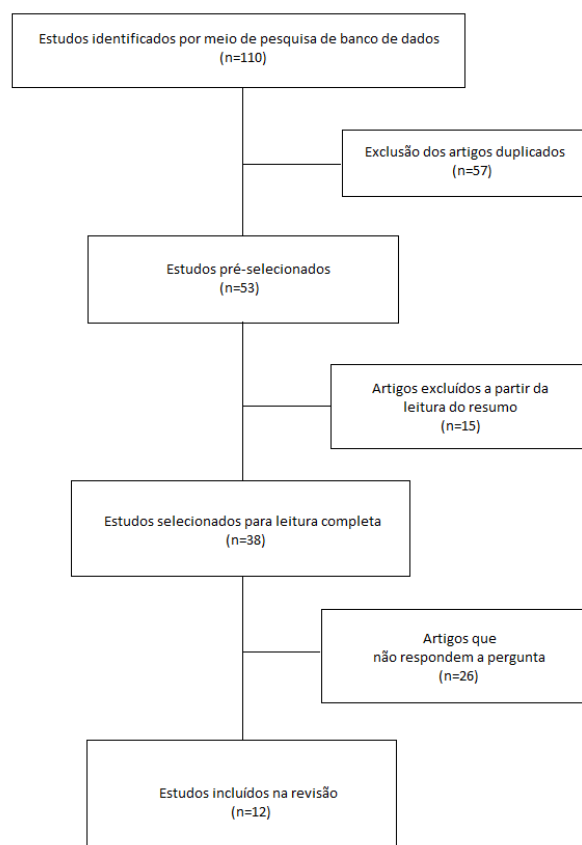 Estudos identificados por meio de pesquisa de banco de dados
(n=110)
Exclusão dos artigos duplicados
(n=57)
Estudos pré-selecionados
(n=53)
Artigos excluídos a partir da
leitura do resumo
(n=15)
Estudos selecionados para leitura completa
(n=38)
Artigos que
não respondem a pergunta
(n=26)
Estudos incluídos na revisão
(n=12)